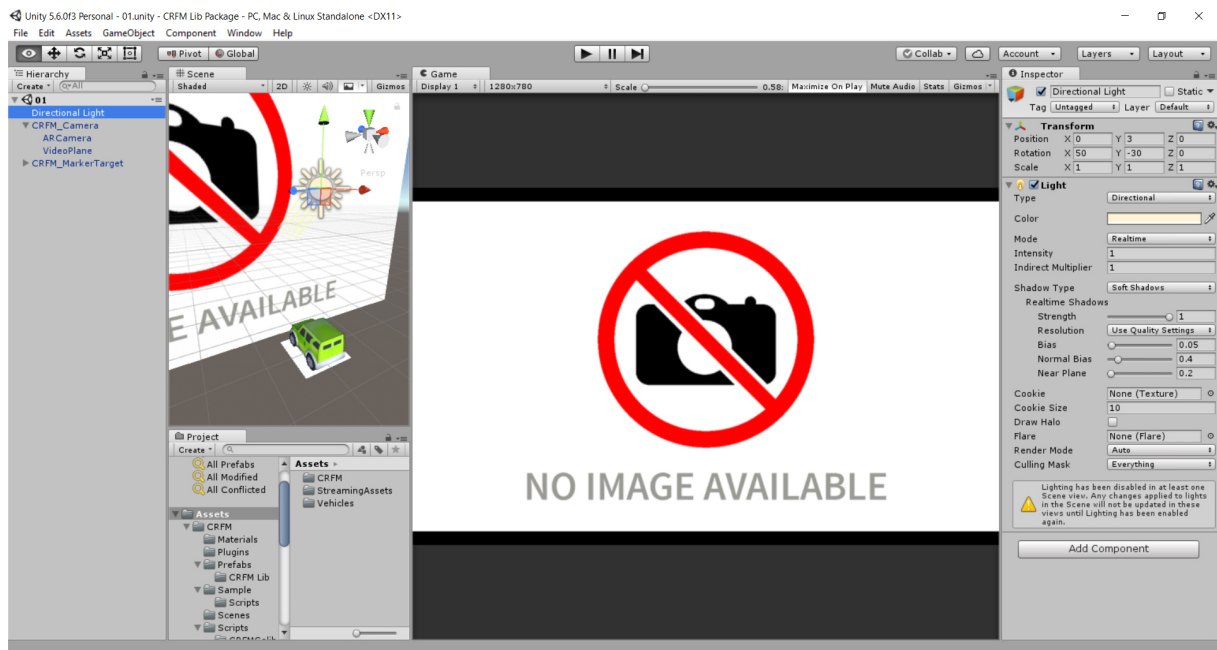 Unity 5.6.0f3 Personal - 01.unity - CRFM Lib Package - PC, Mac & Linux Standalone <DX11>
File Edit Assets GameObject Component Window Help
Pivot Global Collab Account Layers Layout
Hierarchy
Create All
01
Directional Light
CRFM_Camera
ARCamera
VideoPlane
CRFM_MarkerTarget
Scene
Shaded 2D Gizmos
Persp
E AVAILABLE
Project
Create
All Prefabs
All Modified
All Conflicted
Assets
CRFM
Materials
Plugins
Prefabs
CRFM Lib
Sample
Scripts
Scenes
Scripts
Assets
CRFM
StreamingAssets
Vehicles
Game
Display 1 1280x780 Scale 0.58: Maximize On Play Mute Audio Stats Gizmos
NO IMAGE AVAILABLE
Inspector
Directional Light Static
Tag Untagged Layer Default
Transform
Position X 0 Y 3 Z 0
Rotation X 50 Y -30 Z 0
Scale X 1 Y 1 Z 1
Light
Type Directional
Color
Mode Realtime
Intensity 1
Indirect Multiplier 1
Shadow Type Soft Shadows
Realtime Shadows
Strength 1
Resolution Use Quality Settings
Bias 0.05
Normal Bias 0.4
Near Plane 0.2
Cookie None (Texture)
Cookie Size 10
Draw Halo
Flare None (Flare)
Render Mode Auto
Culling Mask Everything
Lighting has been disabled in at least one
Scene view. Any changes applied to lights
in the Scene will not be updated in these
views until Lighting has been enabled
again.
Add Component